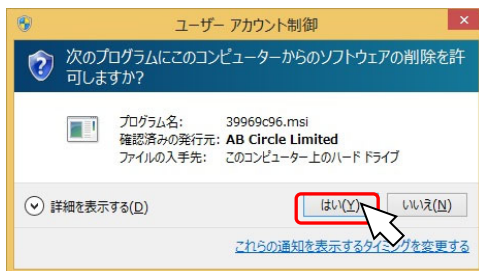 ユーザー アカウント制御
次のプログラムにこのコンピューターからのソフトウェアの削除を許
可しますか?
プログラム名: 39969c96.msi
確認済みの発行元: AB Circle Limited
ファイルの入手先: このコンピューター上のハード ドライブ
詳細を表示する(D)
はい(Y)
いいえ(N)
これらの通知を表示するタイミングを変更する